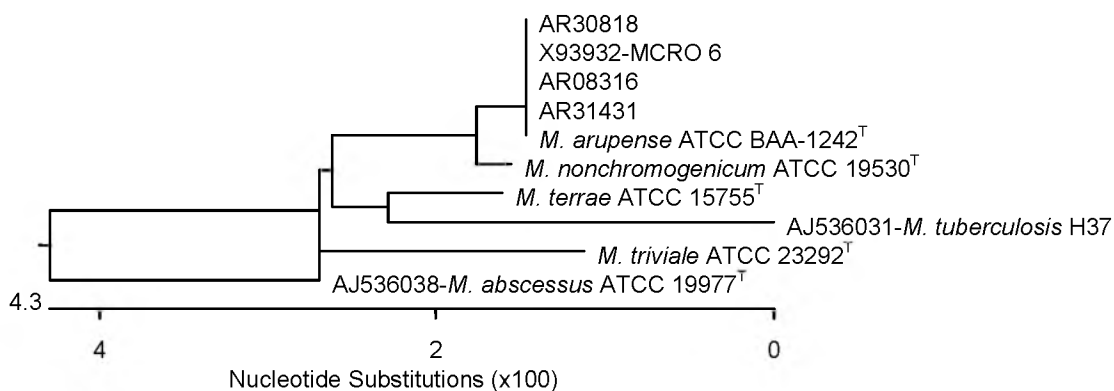 AR30818
X93932-MCRO 6
AR08316
AR31431
M. arupense ATCC BAA-1242ᵀ
M. nonchromogenicum ATCC 19530ᵀ
M. terrae ATCC 15755ᵀ
AJ536031-M. tuberculosis H37
M. triviale ATCC 23292ᵀ
AJ536038-M. abscessus ATCC 19977ᵀ
4.3
4 2 0
Nucleotide Substitutions (x100)